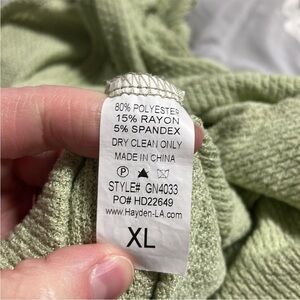 80% POLYESTER
15% RAYON
5% SPANDEX
DRY CLEAN ONLY
MADE IN CHINA
P
STYLE# GN4033
PO# HD22649
www.Hayden-LA.com
XL